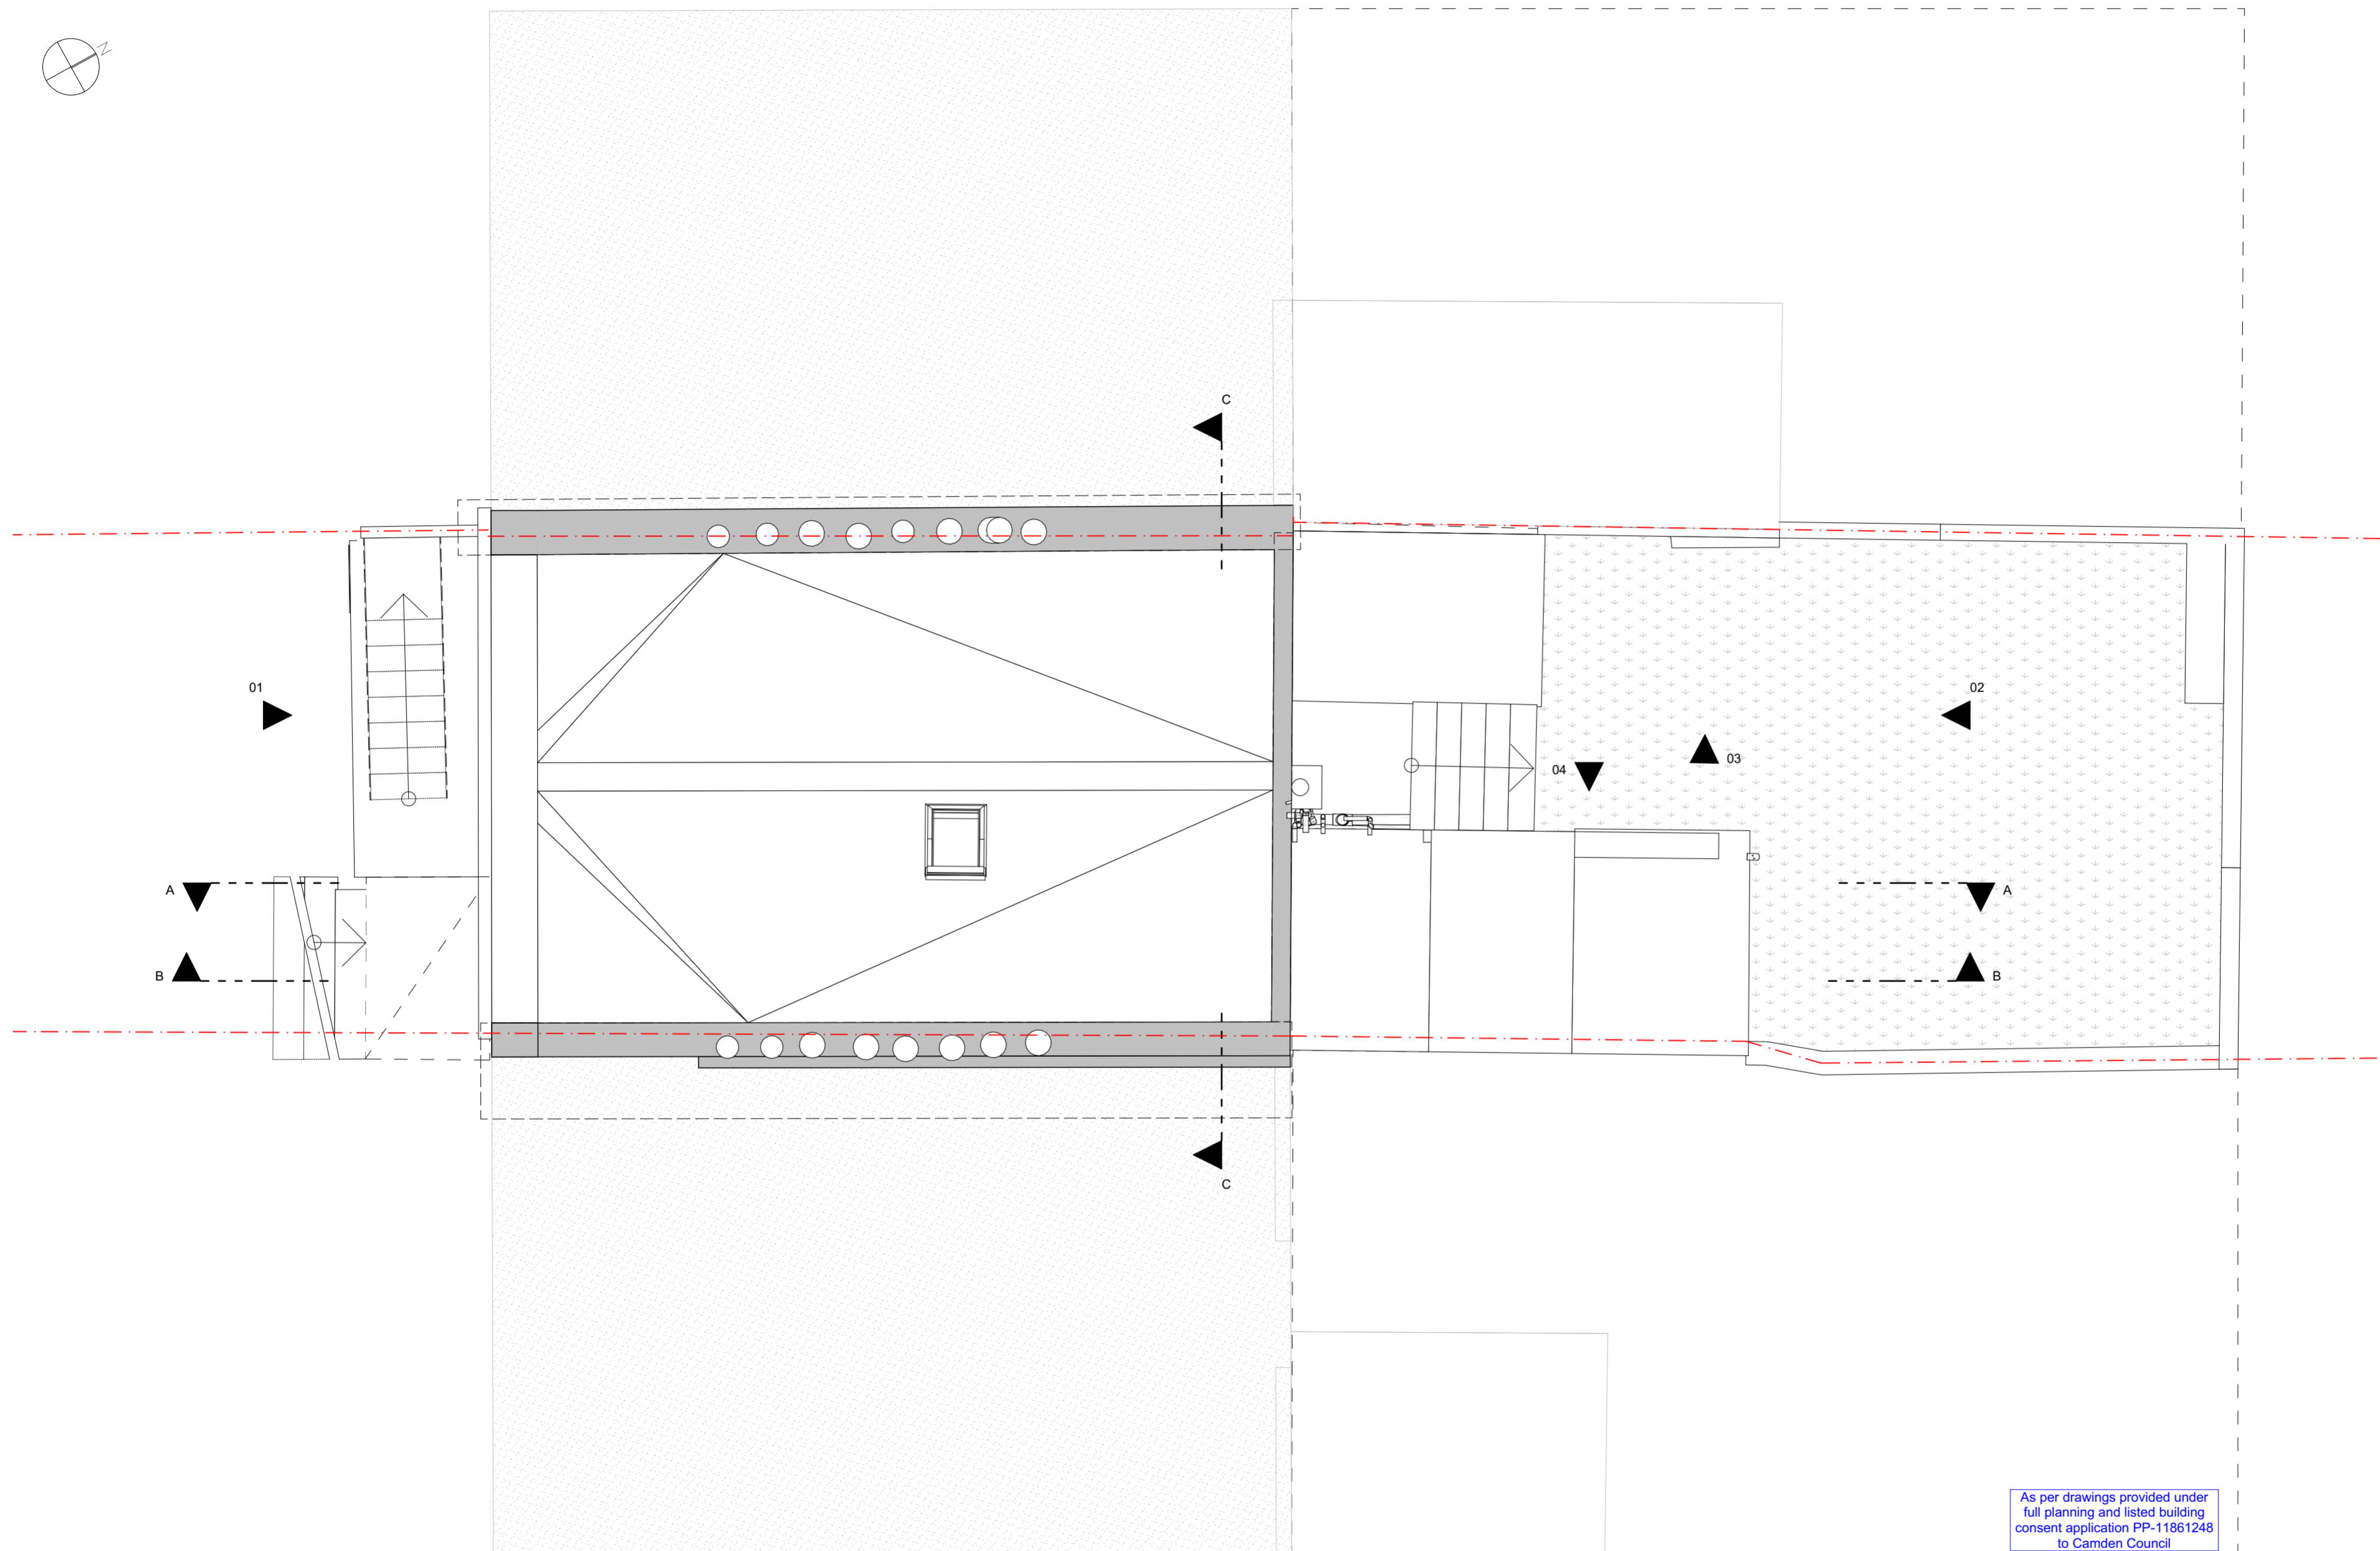 N
C
01
02
03
04
A
A
B
B
C
As per drawings provided under
full planning and listed building
consent application PP-11861248
to Camden Council